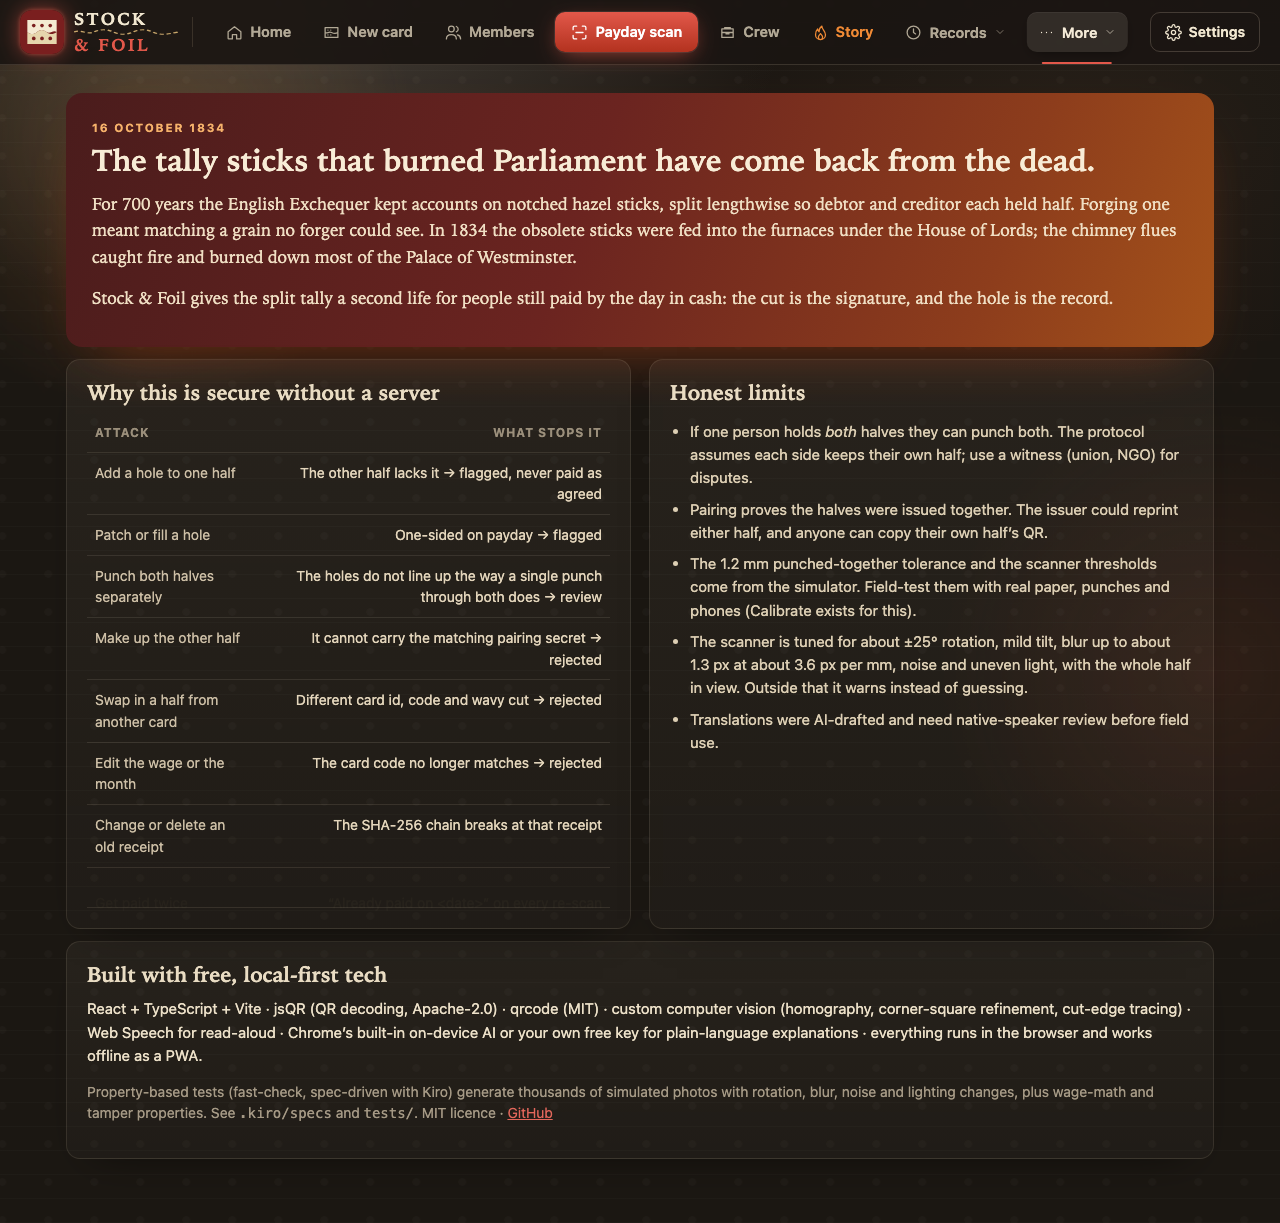 STOCK
& FOIL
Home
New card
Members
Payday scan
Crew
Story
Records
More
Settings
16 OCTOBER 1834
The tally sticks that burned Parliament have come back from the dead.
For 700 years the English Exchequer kept accounts on notched hazel sticks, split lengthwise so debtor and creditor each held half. Forging one
meant matching a grain no forger could see. In 1834 the obsolete sticks were fed into the furnaces under the House of Lords; the chimney flues
caught fire and burned down most of the Palace of Westminster.
Stock & Foil gives the split tally a second life for people still paid by the day in cash: the cut is the signature, and the hole is the record.
Why this is secure without a server
ATTACK WHAT STOPS IT
Add a hole to one half The other half lacks it → flagged, never paid as
agreed
Patch or fill a hole One-sided on payday → flagged
Punch both halves The holes do not line up the way a single punch
separately through both does → review
Make up the other half It cannot carry the matching pairing secret →
rejected
Swap in a half from Different card id, code and wavy cut → rejected
another card
Edit the wage or the The card code no longer matches → rejected
month
Change or delete an The SHA-256 chain breaks at that receipt
old receipt
Honest limits
• If one person holds both halves they can punch both. The protocol
assumes each side keeps their own half; use a witness (union, NGO) for
disputes.
• Pairing proves the halves were issued together. The issuer could reprint
either half, and anyone can copy their own half's QR.
• The 1.2 mm punched-together tolerance and the scanner thresholds
come from the simulator. Field-test them with real paper, punches and
phones (Calibrate exists for this).
• The scanner is tuned for about ±25° rotation, mild tilt, blur up to about
1.3 px at about 3.6 px per mm, noise and uneven light, with the whole half
in view. Outside that it warns instead of guessing.
• Translations were AI-drafted and need native-speaker review before field
use.
Built with free, local-first tech
React + TypeScript + Vite · jsQR (QR decoding, Apache-2.0) · qrcode (MIT) · custom computer vision (homography, corner-square refinement, cut-edge tracing) ·
Web Speech for read-aloud · Chrome's built-in on-device AI or your own free key for plain-language explanations · everything runs in the browser and works
offline as a PWA.
Property-based tests (fast-check, spec-driven with Kiro) generate thousands of simulated photos with rotation, blur, noise and lighting changes, plus wage-math and
tamper properties. See .kiro/specs and tests/. MIT licence · GitHub